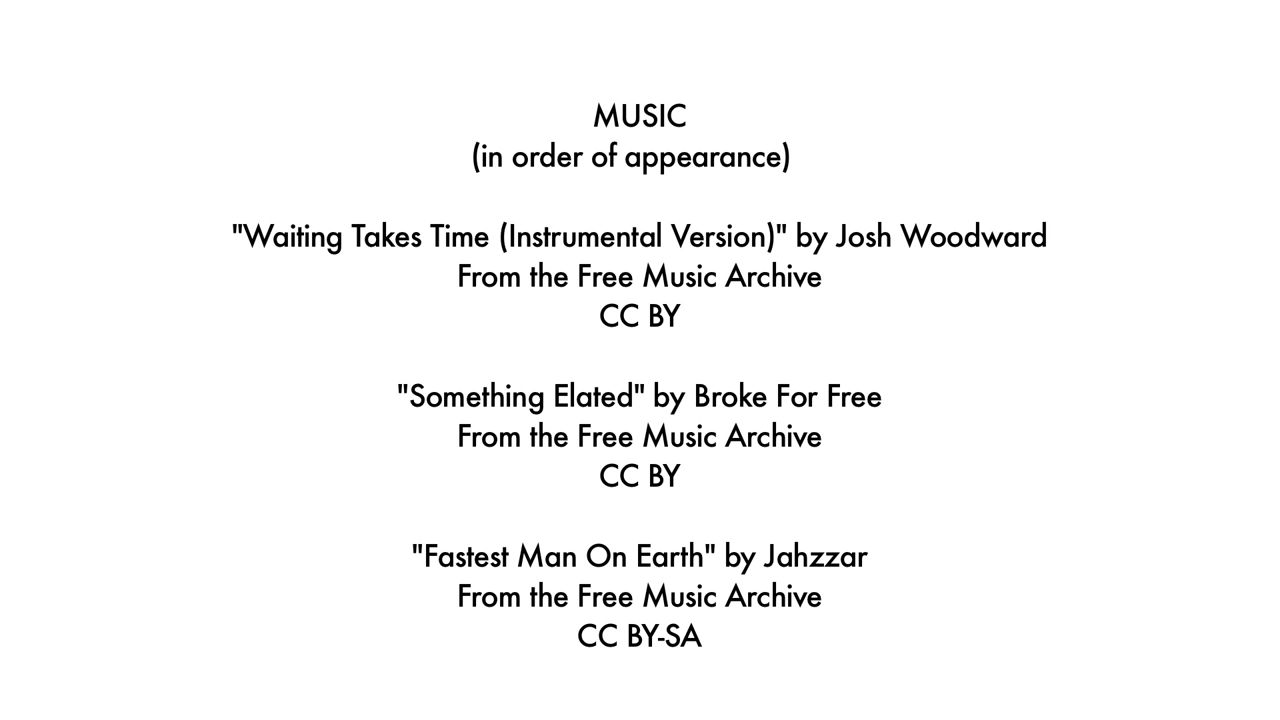 MUSIC
(in order of appearance)
"Waiting Takes Time (Instrumental Version)" by Josh Woodward
From the Free Music Archive
CC BY
"Something Elated" by Broke For Free
From the Free Music Archive
CC BY
"Fastest Man On Earth" by Jahzzar
From the Free Music Archive
CC BY-SA